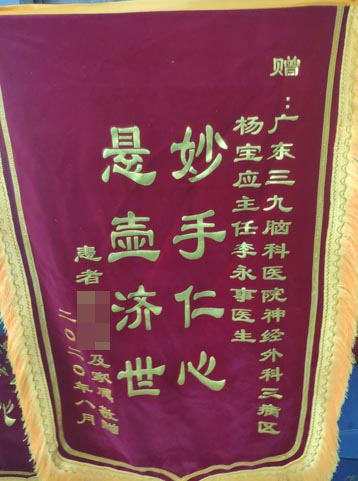 赠：广东三九脑科医院神经外科三病区
杨宝应主任李永事医生
妙手仁心
悬壶济世
患者
及家属敬赠
二〇二〇年八月